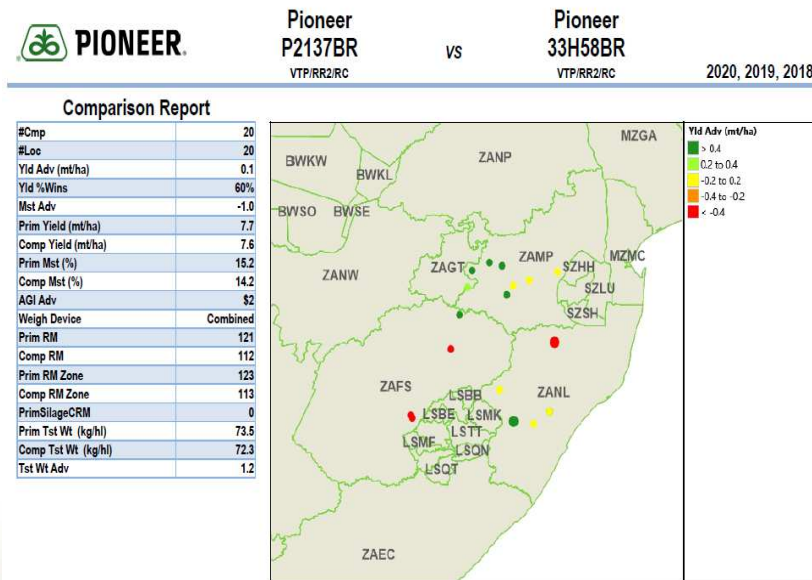 PIONEER.
Pioneer
P2137BR
VTP/RR2/RC
VS
Pioneer
33H58BR
VTP/RR2/RC
2020, 2019, 2018
Comparison Report
#Cmp 20
#Loc 20
Yld Adv (mt/ha) 0.1
Yld %Wins 60%
Mst Adv -1.0
Prim Yield (mt/ha) 7.7
Comp Yield (mt/ha) 7.6
Prim Mst (%) 15.2
Comp Mst (%) 14.2
AGI Adv $2
Weigh Device Combined
Prim RM 121
Comp RM 112
Prim RM Zone 123
Comp RM Zone 113
PrimSilageCRM 0
Prim Tst Wt (kg/hl) 73.5
Comp Tst Wt (kg/hl) 72.3
Tst Wt Adv 1.2
MZGA
BWKW
ZANP
BWKL
BWSO BWSE
MZMC
ZANW
ZAGT
ZAMP
SZHH
SZLU
SZSH
ZAFS
LSBB
ZANL
LSBE
LSMK
LSTT
LSMF
LSQN
LSQT
ZAEC
Yld Adv (mt/ha)
> 0.4
0.2 to 0.4
-0.2 to 0.2
-0.4 to -0.2
< -0.4